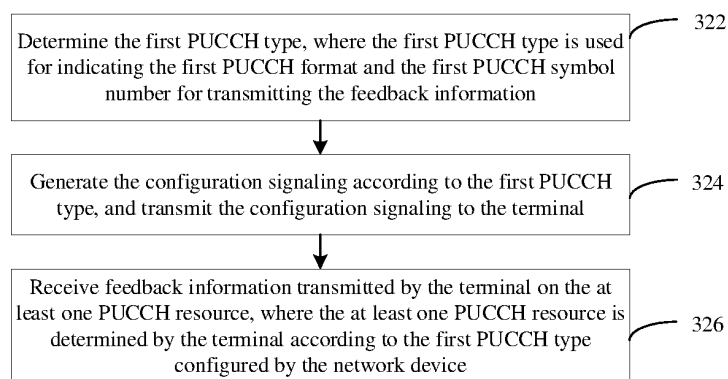 Determine the first PUCCH type, where the first PUCCH type is used
for indicating the first PUCCH format and the first PUCCH symbol
number for transmitting the feedback information
322
Generate the configuration signaling according to the first PUCCH
type, and transmit the configuration signaling to the terminal
324
Receive feedback information transmitted by the terminal on the at
least one PUCCH resource, where the at least one PUCCH resource is
determined by the terminal according to the first PUCCH type
configured by the network device
326